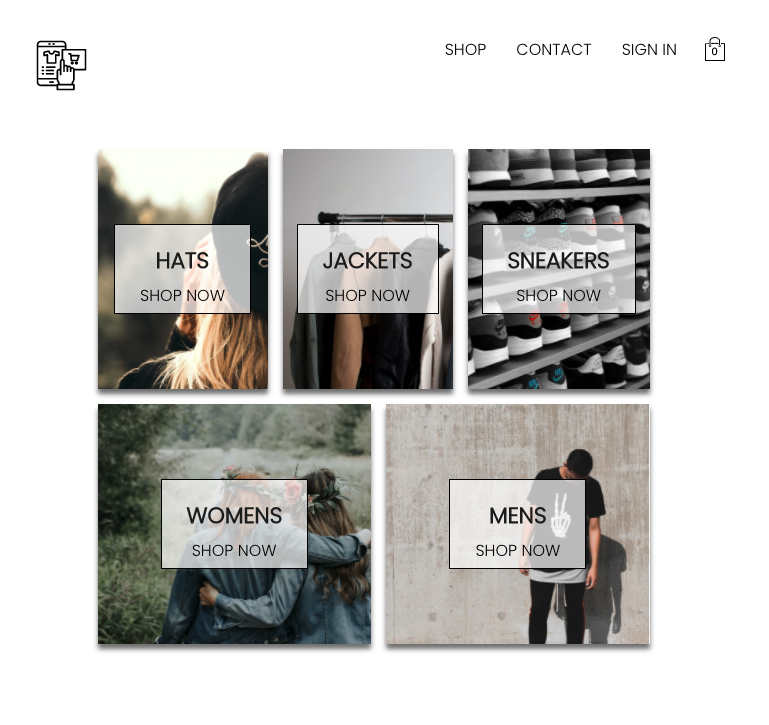 SHOP
CONTACT
SIGN IN
0
HATS
SHOP NOW
JACKETS
SHOP NOW
SNEAKERS
SHOP NOW
WOMENS
SHOP NOW
MENS
SHOP NOW